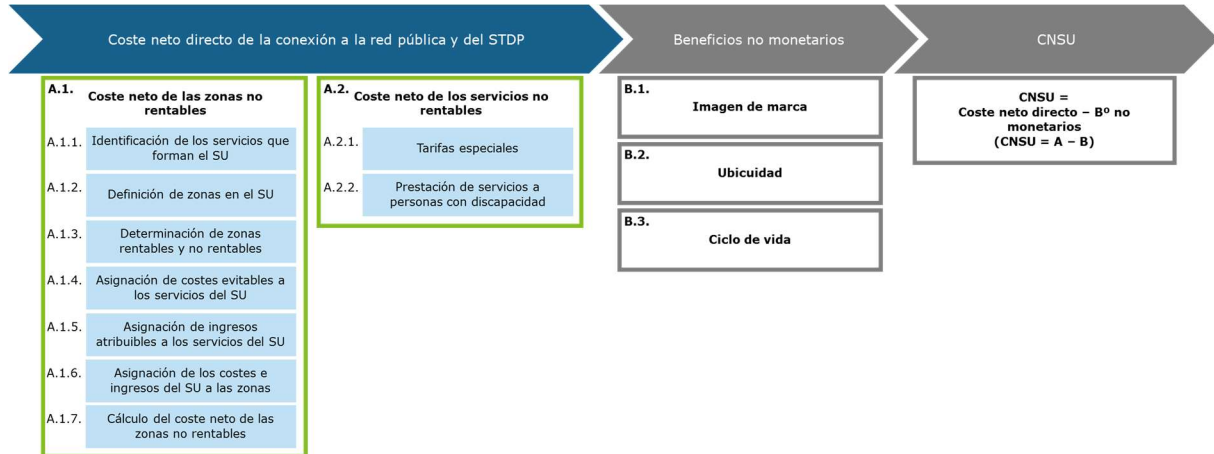 Coste neto directo de la conexión a la red pública y del STDP
Beneficios no monetarios
CNSU
A.1.
Coste neto de las zonas no
rentables
A.1.1.
Identificación de los servicios que
forman el SU
A.1.2.
Definición de zonas en el SU
A.1.3.
Determinación de zonas
rentables y no rentables
A.1.4.
Asignación de costes evitables a
los servicios del SU
A.1.5.
Asignación de ingresos
atribuibles a los servicios del SU
A.1.6.
Asignación de los costes e
ingresos del SU a las zonas
A.1.7.
Cálculo del coste neto de las
zonas no rentables
A.2.
Coste neto de los servicios no
rentables
A.2.1.
Tarifas especiales
A.2.2.
Prestación de servicios a
personas con discapacidad
B.1.
Imagen de marca
B.2.
Ubicuidad
B.3.
Ciclo de vida
CNSU =
Coste neto directo – Bº no
monetarios
(CNSU = A – B)